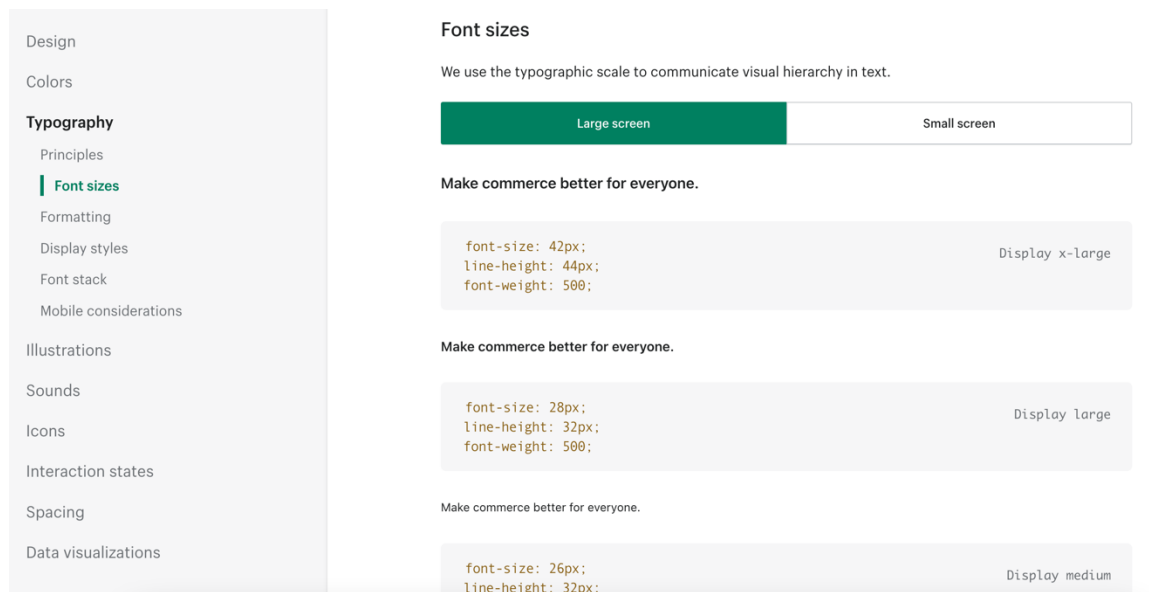 Design
Colors
Typography
Principles
Font sizes
Formatting
Display styles
Font stack
Mobile considerations
Illustrations
Sounds
Icons
Interaction states
Spacing
Data visualizations
Font sizes
We use the typographic scale to communicate visual hierarchy in text.
Large screen
Small screen
Make commerce better for everyone.
font-size: 42px;
line-height: 44px;
font-weight: 500;
Display x-large
Make commerce better for everyone.
font-size: 28px;
line-height: 32px;
font-weight: 500;
Display large
Make commerce better for everyone.
font-size: 26px;
line-height: 32px;
Display medium